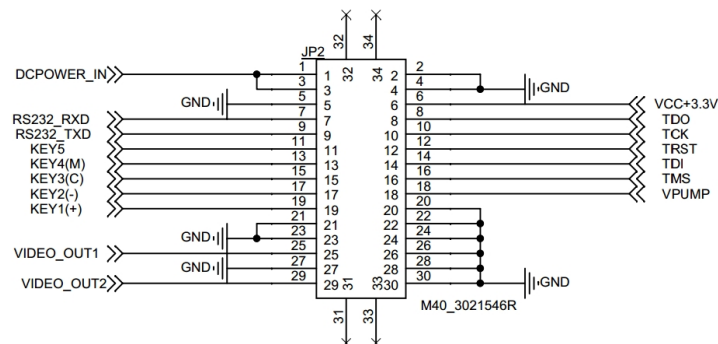 32 34
JP2
DCPOWER_IN 1 1 32 34 2 2
3 3 4 4 GND
GND 5 5 6 6 VCC+3.3V
RS232_RXD 7 7 8 8 TDO
RS232_TXD 9 9 10 10 TCK
KEY5 11 11 12 12 TRST
KEY4(M) 13 13 14 14 TDI
KEY3(C) 15 15 16 16 TMS
KEY2(-) 17 17 18 18 VPUMP
KEY1(+) 19 19 20 20
21 21 22 22
GND 23 23 24 24
VIDEO_OUT1 25 25 26 26
GND 27 27 28 28
VIDEO_OUT2 29 29 31 33 30 30 GND
M40_3021546R
31 33